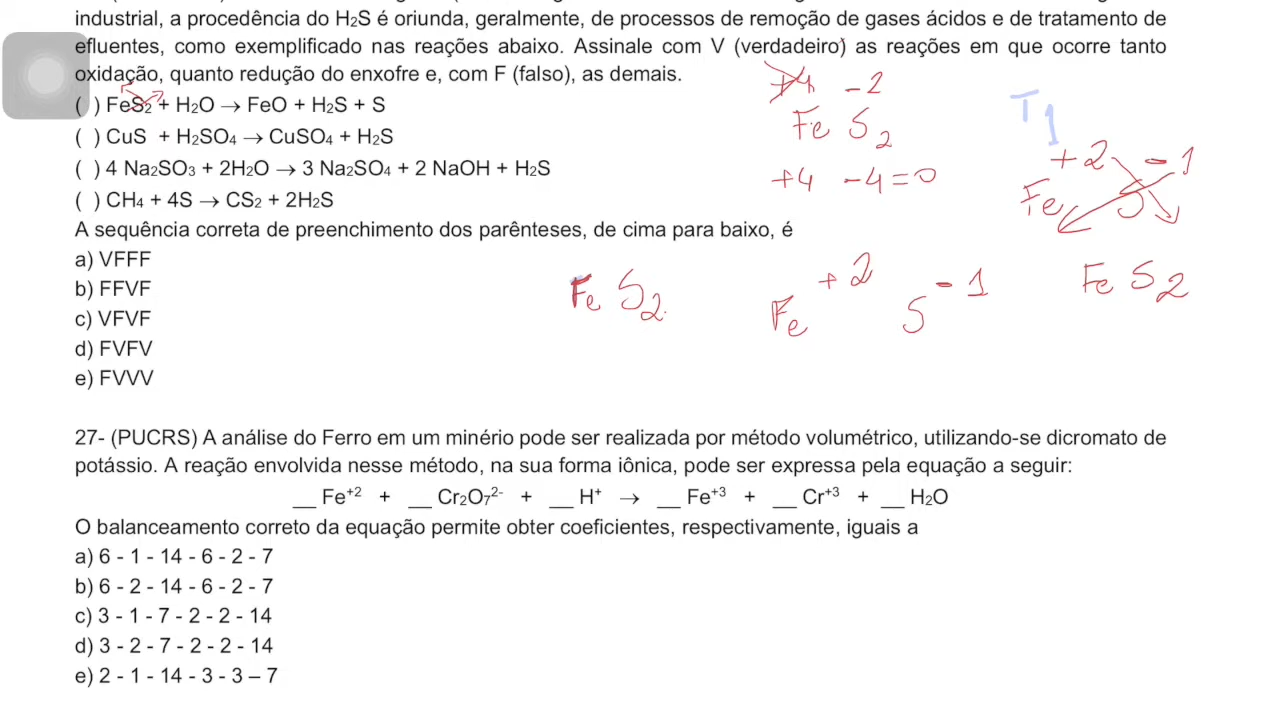 industrial, a procedência do H2S é oriunda, geralmente, de processos de remoção de gases ácidos e de tratamento de
efluentes, como exemplificado nas reações abaixo. Assinale com V (verdadeiro) as reações em que ocorre tanto
oxidação, quanto redução do enxofre e, com F (falso), as demais.
+4 -2
( ) FeS2 + H2O → FeO + H2S + S
Fe S2
T1
( ) CuS + H2SO4 → CuSO4 + H2S
+2 -1
( ) 4 Na2SO3 + 2H2O → 3 Na2SO4 + 2 NaOH + H2S
+4 -4=0
Fe S
( ) CH4 + 4S → CS2 + 2H2S
A sequência correta de preenchimento dos parênteses, de cima para baixo, é
a) VFFF
b) FFVF
Fe S2
Fe+2 S-1
Fe S2
c) VFVF
d) FVFV
e) FVVV
27- (PUCRS) A análise do Ferro em um minério pode ser realizada por método volumétrico, utilizando-se dicromato de
potássio. A reação envolvida nesse método, na sua forma iônica, pode ser expressa pela equação a seguir:
__ Fe+2 + __ Cr2O7 2- + __ H+ → __ Fe+3 + __ Cr+3 + __ H2O
O balanceamento correto da equação permite obter coeficientes, respectivamente, iguais a
a) 6 - 1 - 14 - 6 - 2 - 7
b) 6 - 2 - 14 - 6 - 2 - 7
c) 3 - 1 - 7 - 2 - 2 - 14
d) 3 - 2 - 7 - 2 - 2 - 14
e) 2 - 1 - 14 - 3 - 3 – 7